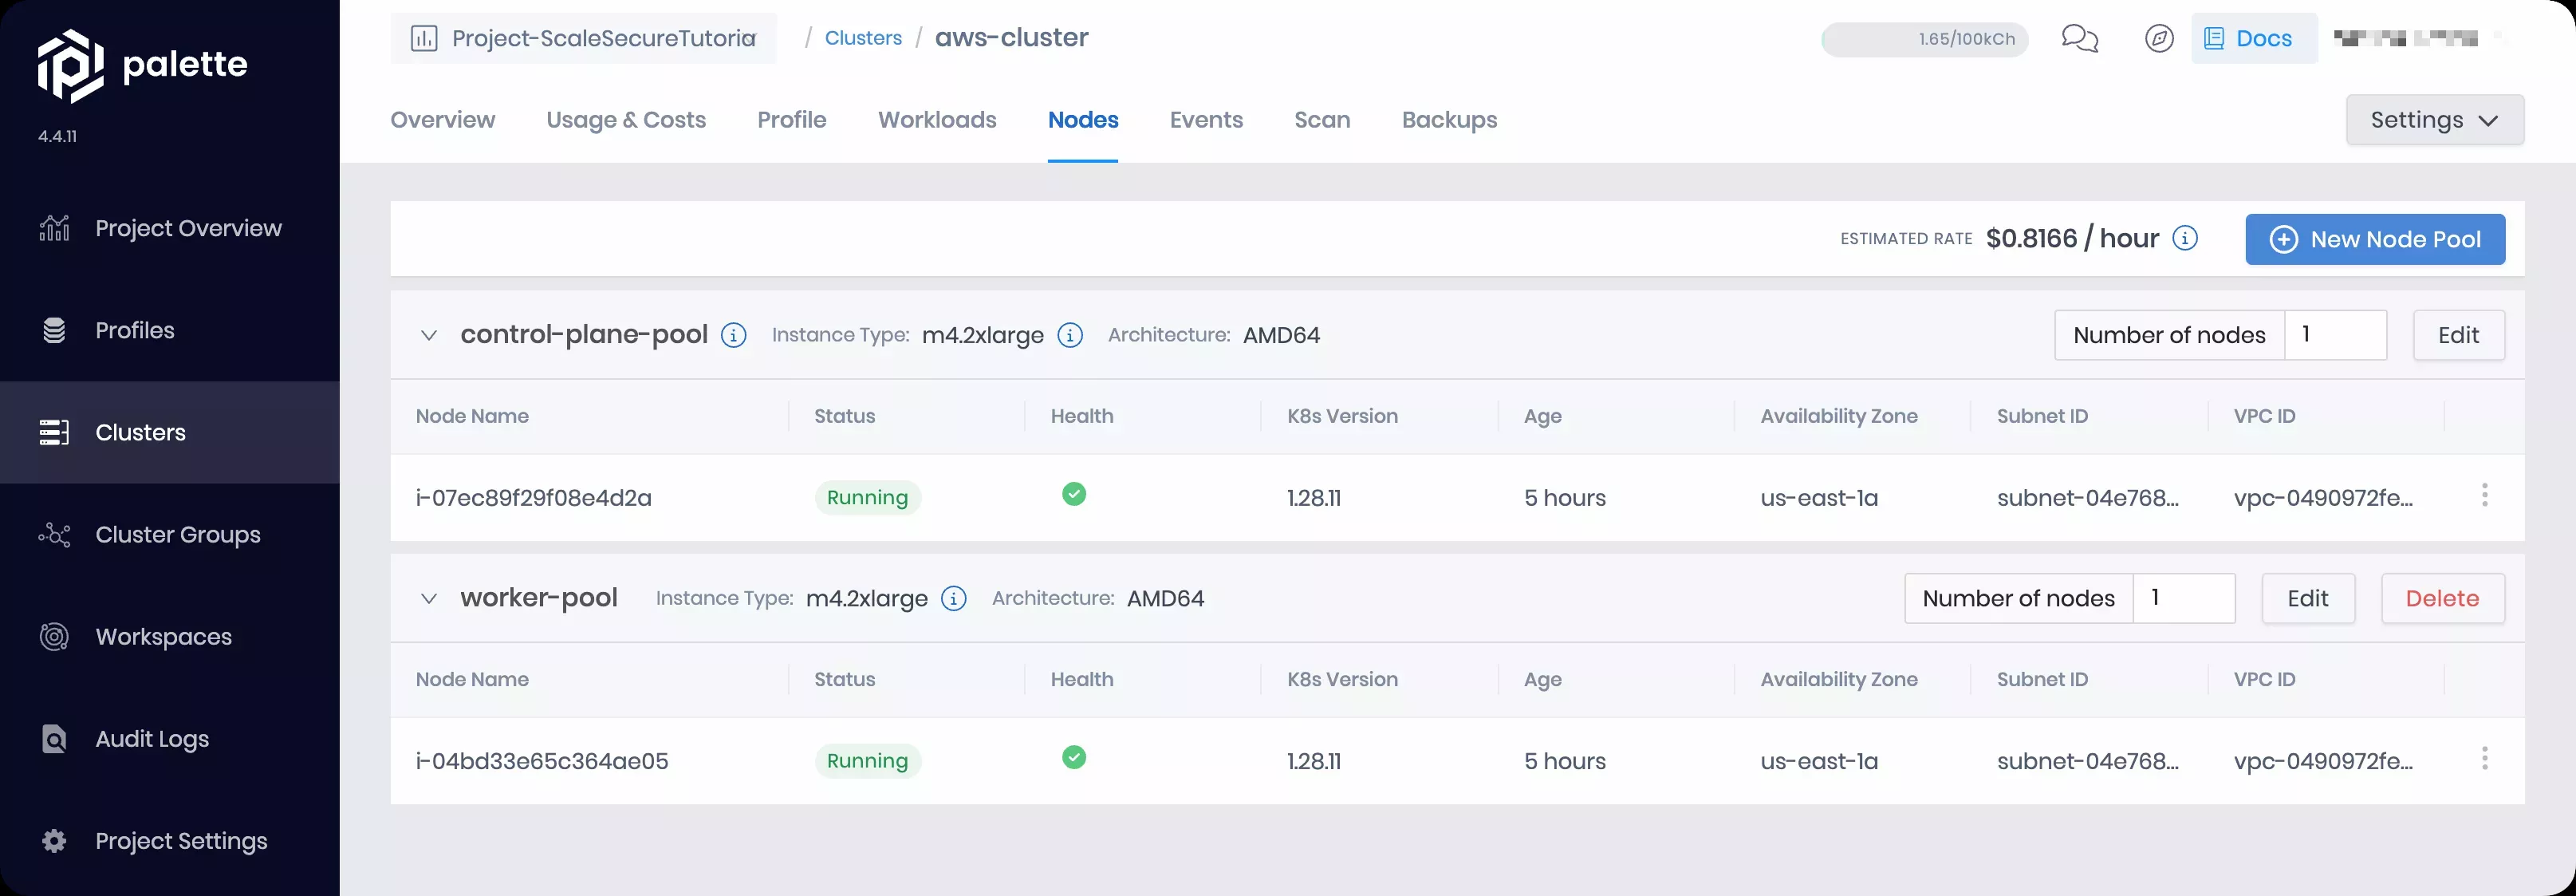 palette
4.4.11
Project Overview
Profiles
Clusters
Cluster Groups
Workspaces
Audit Logs
Project Settings
Project-ScaleSecureTutoria / Clusters / aws-cluster
1.65/100kCh
Docs
Overview Usage & Costs Profile Workloads Nodes Events Scan Backups
Settings
ESTIMATED RATE $0.8166 / hour
New Node Pool
control-plane-pool Instance Type: m4.2xlarge Architecture: AMD64
Number of nodes 1 Edit
Node Name Status Health K8s Version Age Availability Zone Subnet ID VPC ID
i-07ec89f29f08e4d2a Running 1.28.11 5 hours us-east-1a subnet-04e768... vpc-0490972fe...
worker-pool Instance Type: m4.2xlarge Architecture: AMD64
Number of nodes 1 Edit Delete
Node Name Status Health K8s Version Age Availability Zone Subnet ID VPC ID
i-04bd33e65c364ae05 Running 1.28.11 5 hours us-east-1a subnet-04e768... vpc-0490972fe...